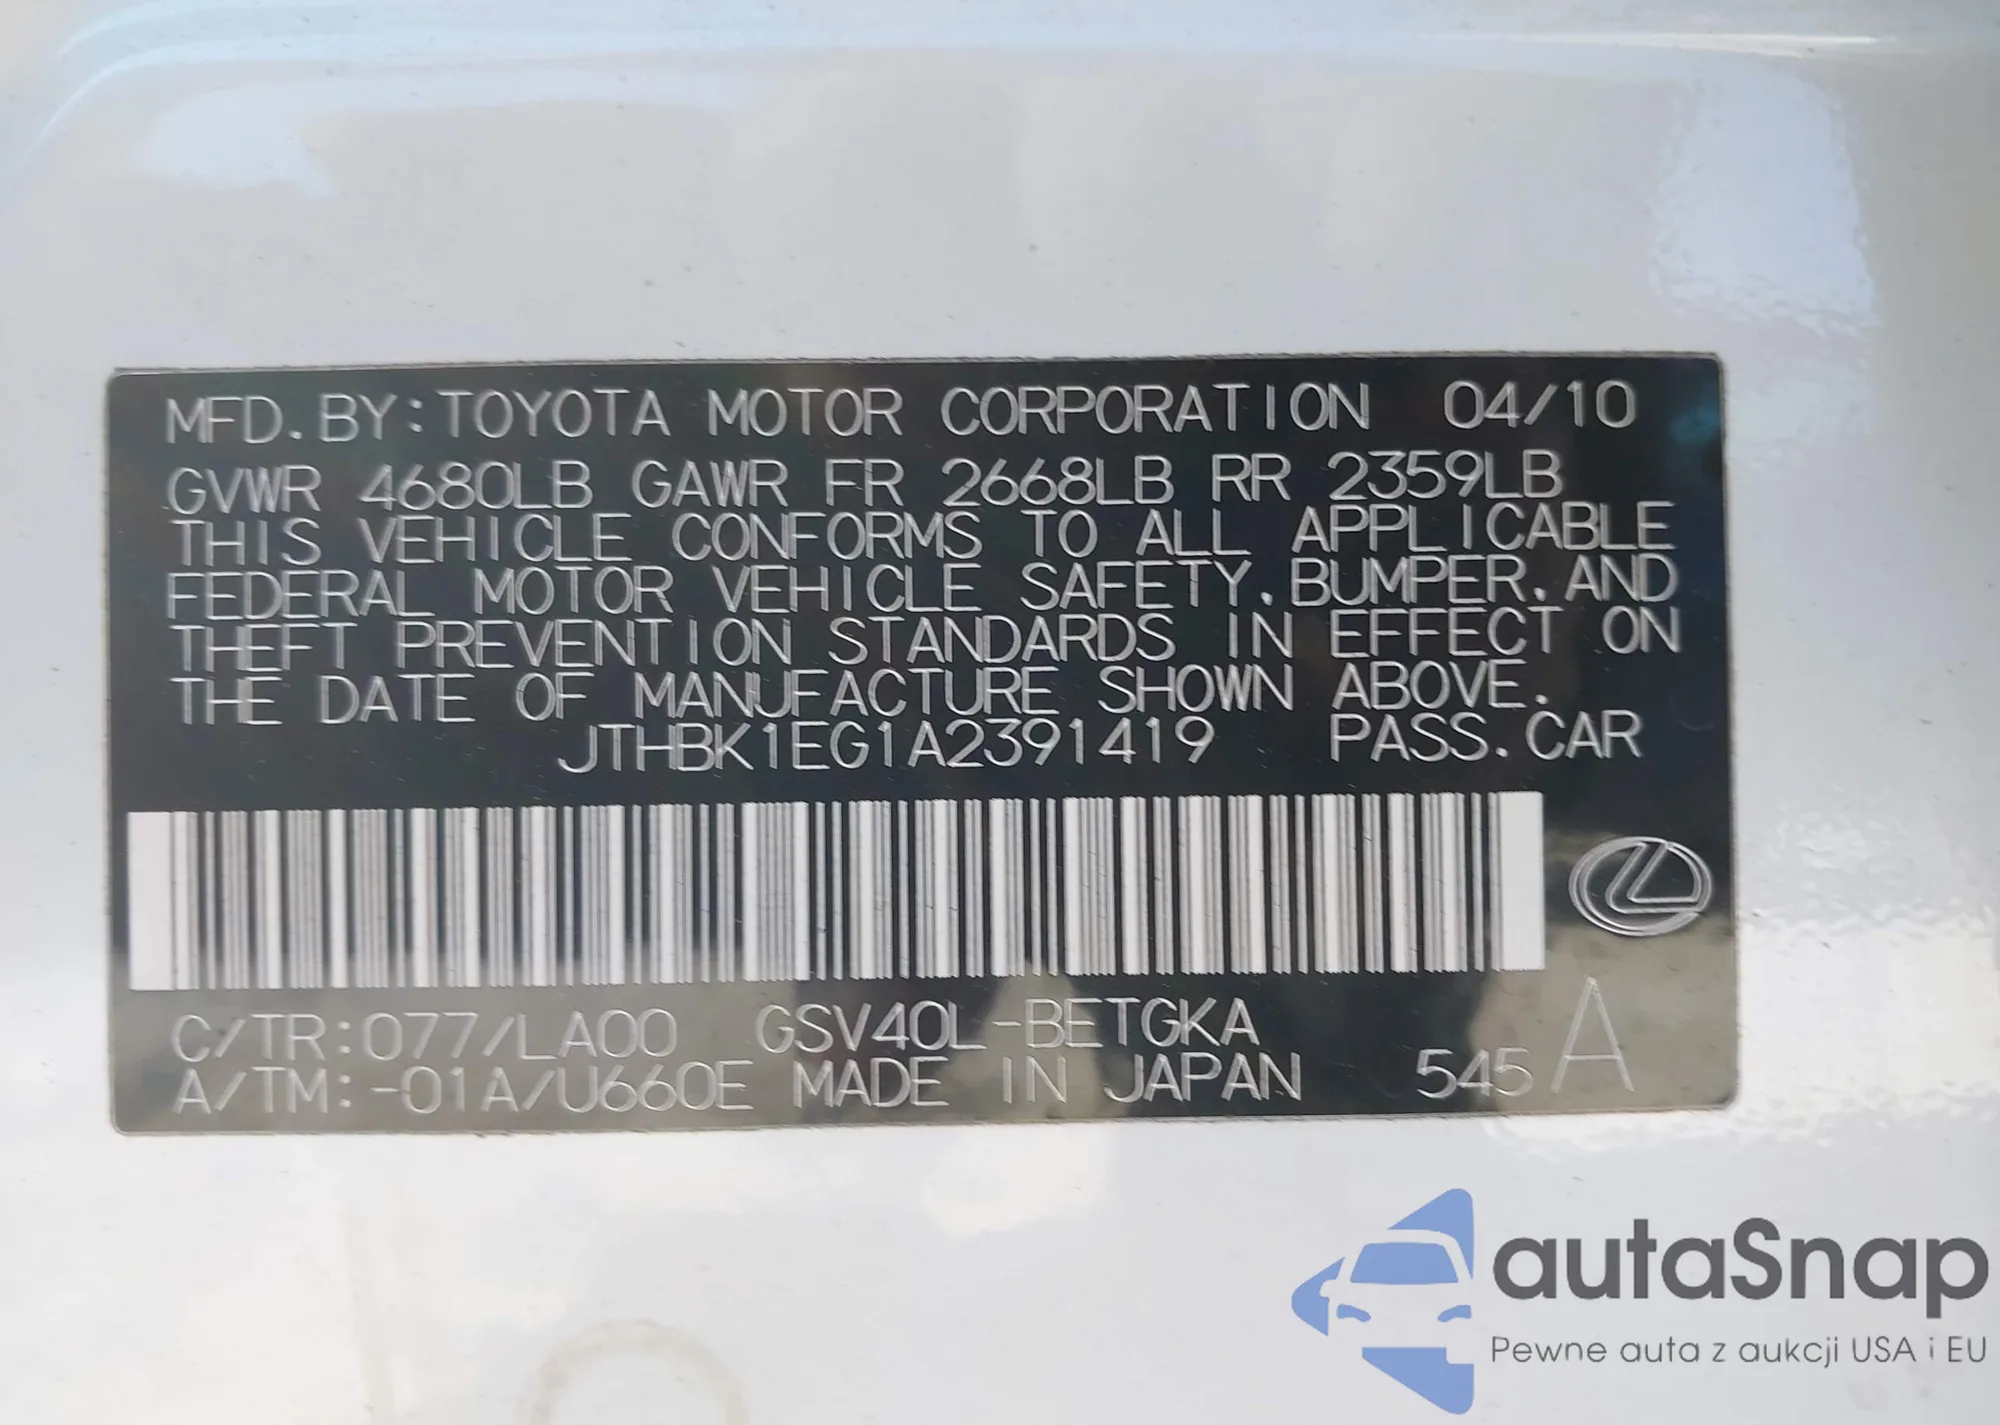 MFD. BY: TOYOTA MOTOR CORPORATION 04/10
GVWR 4680LB GAWR FR 2668LB RR 2359LB
THIS VEHICLE CONFORMS TO ALL APPLICABLE
FEDERAL MOTOR VEHICLE SAFETY, BUMPER, AND
THEFT PREVENTION STANDARDS IN EFFECT ON
THE DATE OF MANUFACTURE SHOWN ABOVE.
JTHBK1EG1A2391419 PASS. CAR
C/TR: 077/LA00 GSV40L-BETGKA
A/TM: -01A/U660E MADE IN JAPAN 545 A
autaSnap
Pewne auta z aukcji USA i EU